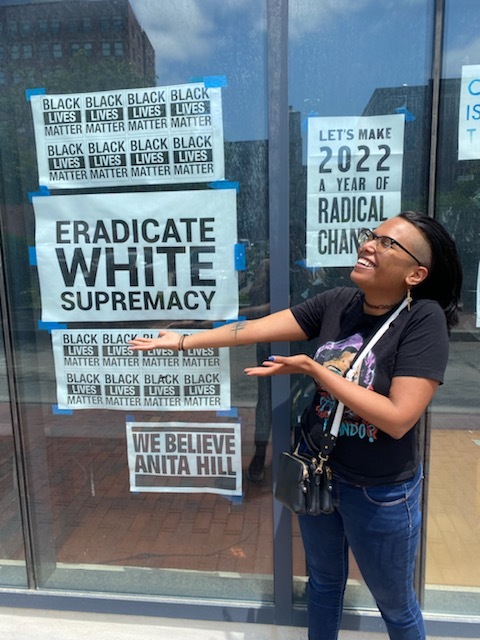 BLACK BLACK BLACK BLACK
LIVES LIVES LIVES LIVES
MATTER MATTER MATTER MATTER
BLACK BLACK BLACK BLACK
LIVES LIVES LIVES LIVES
MATTER MATTER MATTER MATTER
ERADICATE
WHITE
SUPREMACY
BLACK BLACK BLACK BLACK
LIVES LIVES LIVES
MATTER MATTER MATTER MATTER
BLACK BLACK BLACK BLACK
LIVES LIVES LIVES LIVES
MATTER MATTER MATTER MATTER
WE BELIEVE
ANITA HILL
LET'S MAKE
2022
A YEAR OF
RADICAL
IS